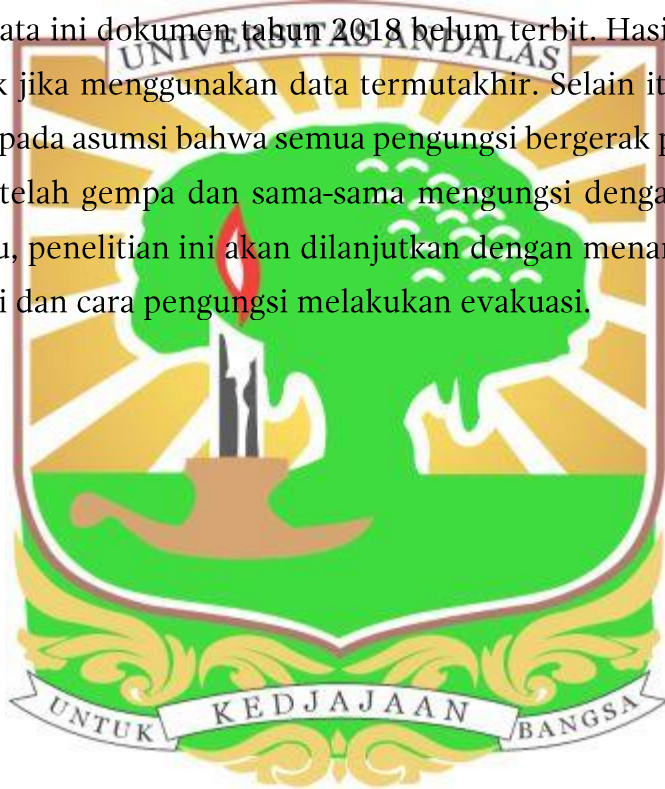 ata ini dokumen tahun 2018 belum terbit. Hasi
UNIVERSITAS ANDALAS
k jika menggunakan data termutakhir. Selain it
pada asumsi bahwa semua pengungsi bergerak p
telah gempa dan sama-sama mengungsi denga
u, penelitian ini akan dilanjutkan dengan menar
i dan cara pengungsi melakukan evakuasi.
UNTUK KEDJAJAAN BANGSA